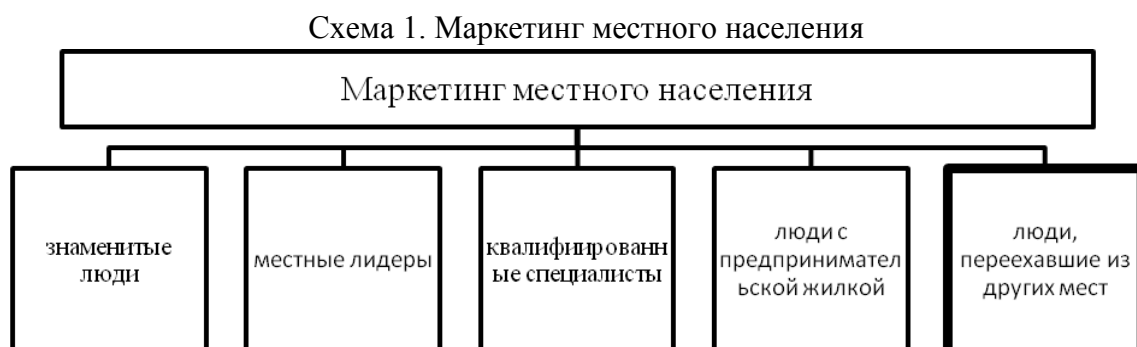 Схема 1. Маркетинг местного населения
Маркетинг местного населения
знаменитые
люди
местные лидеры
квалифиированн
ые специалисты
люди с
предпринимател
ьской жилкой
люди,
переехавшие из
других мест